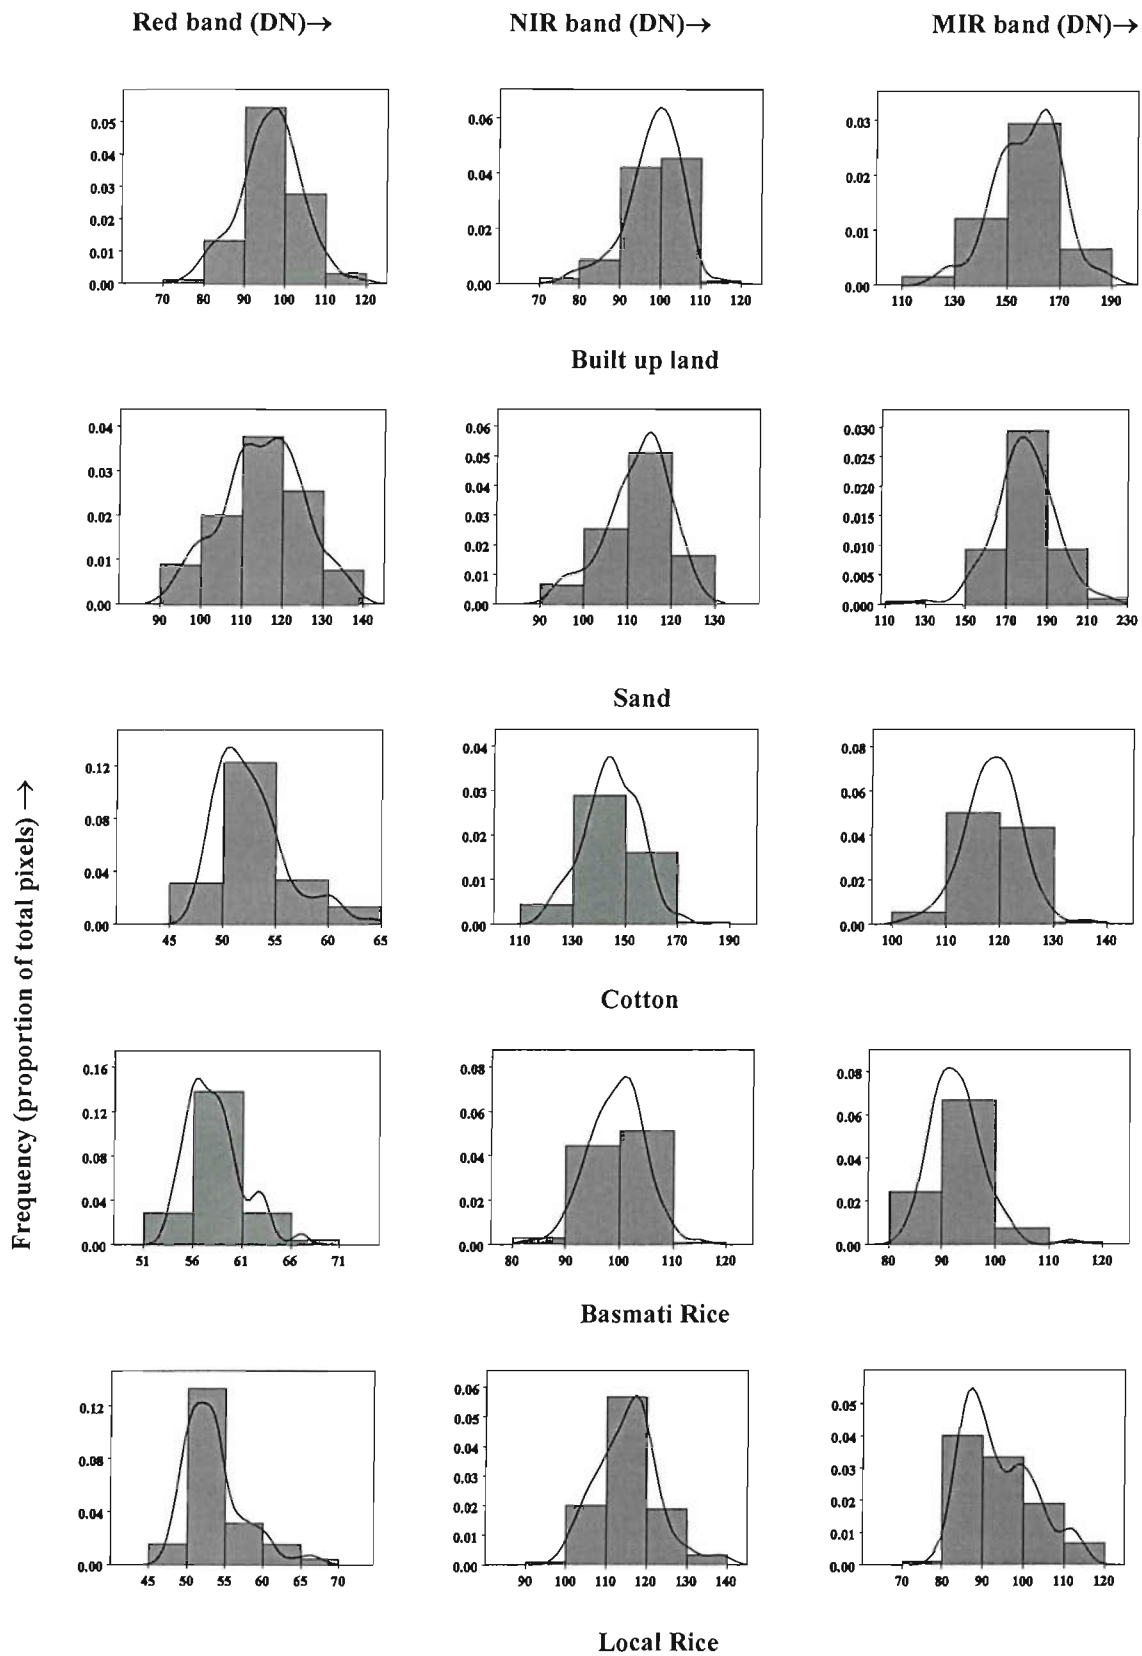 Red band (DN)→ NIR band (DN)→ MIR band (DN)→
0.05 0.04 0.03 0.02 0.01 0.00
70 80 90 100 110 120
0.06 0.04 0.02 0.00
70 80 90 100 110 120
0.03 0.02 0.01 0.00
110 130 150 170 190
Built up land
0.04 0.03 0.02 0.01 0.00
90 100 110 120 130 140
0.06 0.05 0.04 0.03 0.02 0.01 0.00
90 100 110 120 130
0.030 0.025 0.020 0.015 0.010 0.005 0.000
110 130 150 170 190 210 230
Sand
Frequency (proportion of total pixels) →
0.12 0.08 0.04 0.00
45 50 55 60 65
0.04 0.03 0.02 0.01 0.00
110 130 150 170 190
0.08 0.06 0.04 0.02 0.00
100 110 120 130 140
Cotton
0.16 0.12 0.08 0.04 0.00
51 56 61 66 71
0.08 0.06 0.04 0.02 0.00
80 90 100 110 120
0.08 0.06 0.04 0.02 0.00
80 90 100 110 120
Basmati Rice
0.12 0.08 0.04 0.00
45 50 55 60 65 70
0.06 0.05 0.04 0.03 0.02 0.01 0.00
90 100 110 120 130 140
0.05 0.04 0.03 0.02 0.01 0.00
70 80 90 100 110 120
Local Rice